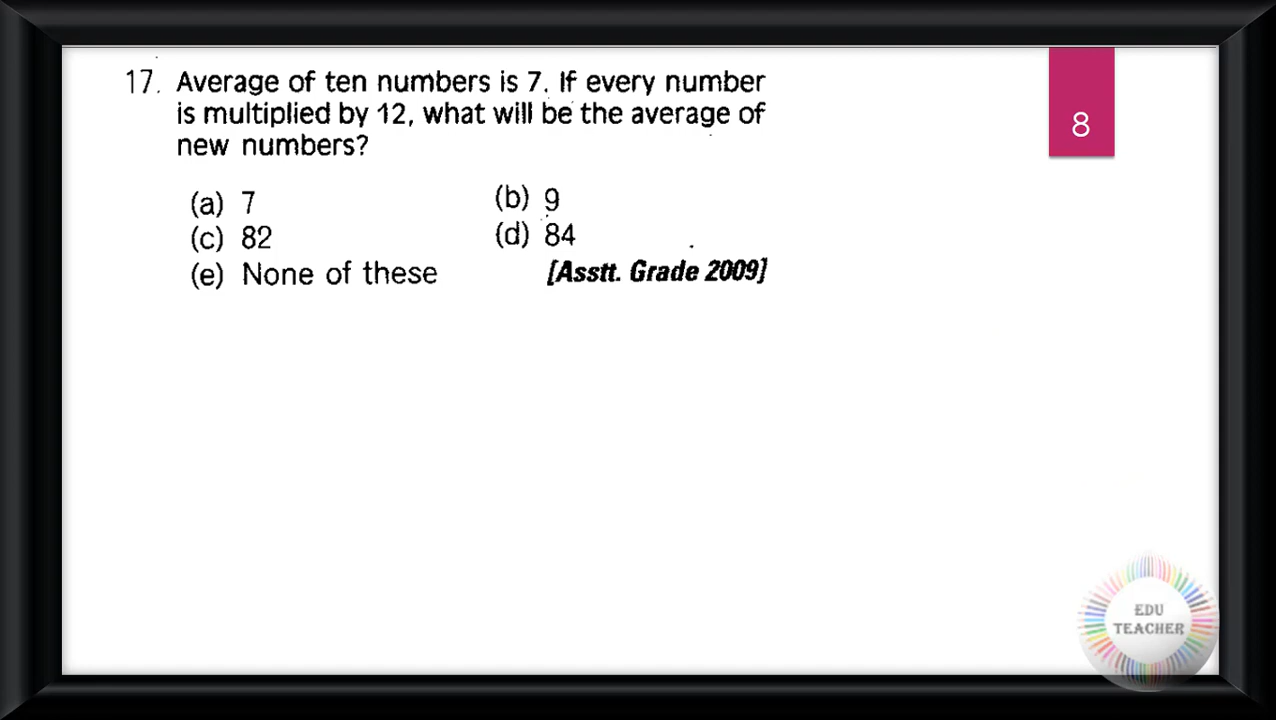 17. Average of ten numbers is 7. If every number
is multiplied by 12, what will be the average of
new numbers?
(a) 7 (b) 9
(c) 82 (d) 84
(e) None of these [Asstt. Grade 2009]
8
EDU
TEACHER